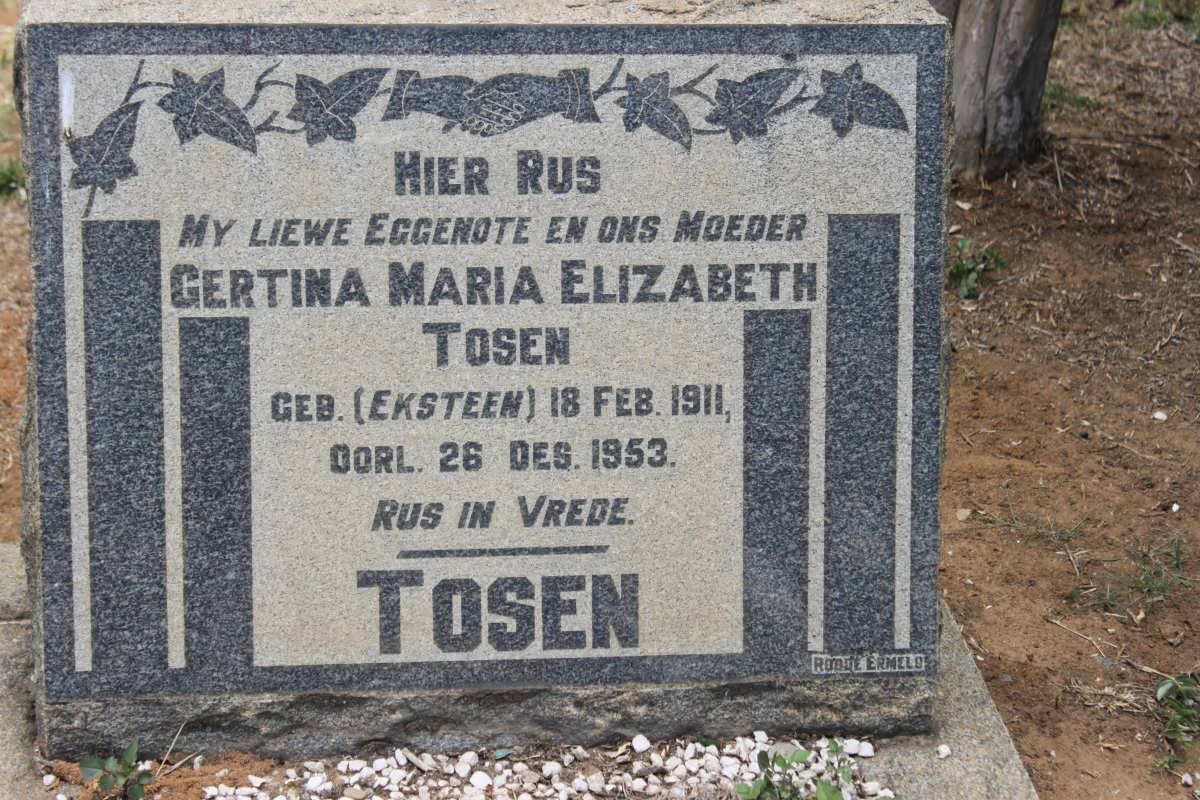 HIER RUS
MY LIEWE EGGENOTE EN ONS MOEDER
GERTINA MARIA ELIZABETH
TOSEN
GEB. (EKSTEEN) 18 FEB. 1911,
OORL. 26 DES. 1953.
RUS IN VREDE.
TOSEN
ERMELO